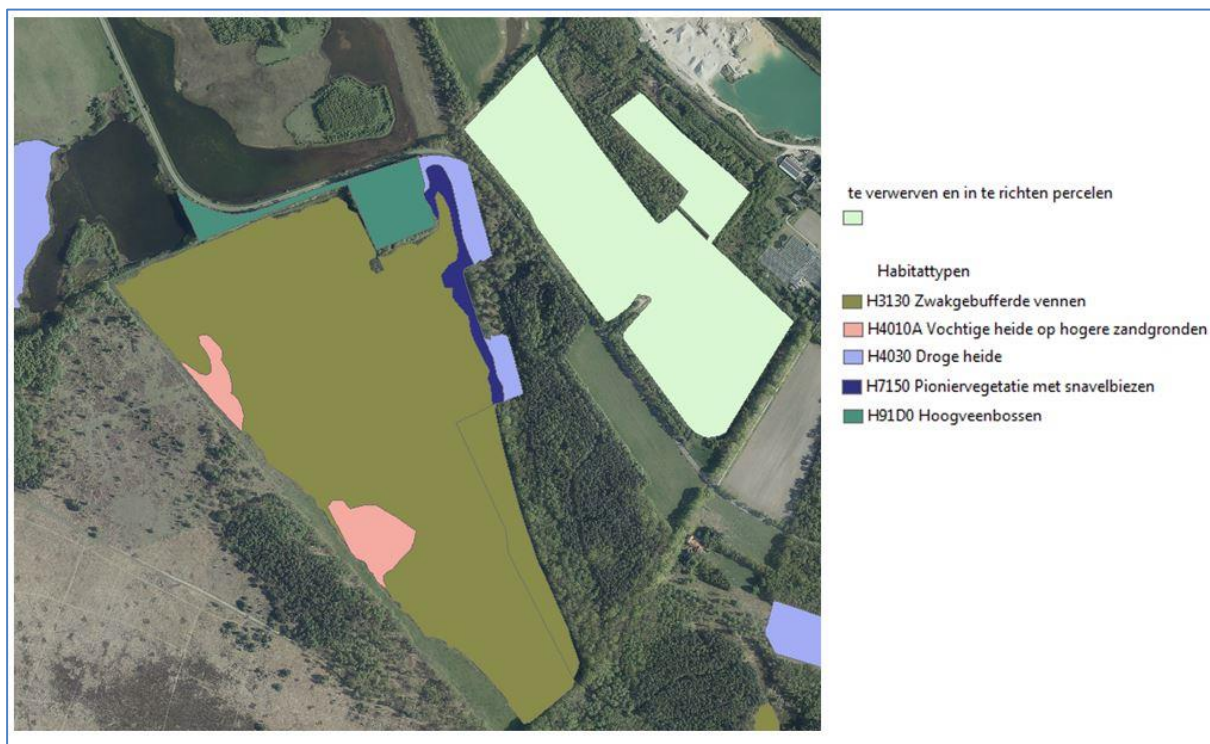 te verwerven en in te richten percelen
Habitattypen
H3130 Zwakgebufferde vennen
H4010A Vochtige heide op hogere zandgronden
H4030 Droge heide
H7150 Pioniervegetatie met snavelbiezen
H91D0 Hoogveenbossen